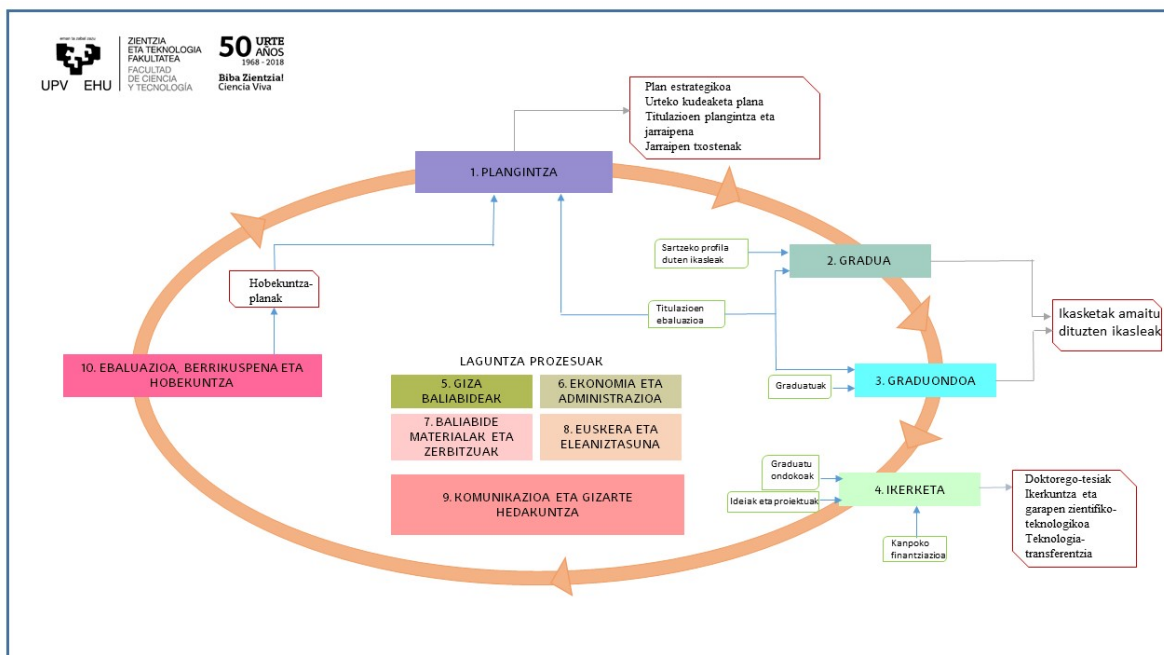 eman ta zabal zazu
UPV EHU
ZIENTZIA
ETA TEKNOLOGIA
FAKULTATEA
FACULTAD
DE CIENCIA
Y TECNOLOGÍA
50 URTE
AÑOS
1968 - 2018
Biba Zientzia!
Ciencia Viva
Plan estrategikoa
Urteko kudeaketa plana
Titulazioen plangintza eta
jarraipena
Jarraipen txostenak
1. PLANGINTZA
Sartzeko profila
duten ikasleak
2. GRADUA
Hobekuntza-
planak
Titulazioen
ebaluazioa
Ikasketak amaitu
dituzten ikasleak
10. EBALUAZIOA, BERRIKUSPENA ETA
HOBEKUNTZA
LAGUNTZA PROZESUAK
5. GIZA
BALIABIDEAK
6. EKONOMIA ETA
ADMINISTRAZIOA
Graduatuak
3. GRADUONDOA
7. BALIABIDE
MATERIALAK ETA
ZERBITZUAK
8. EUSKERA ETA
ELEANIZTASUNA
9. KOMUNIKAZIOA ETA GIZARTE
HEDAKUNTZA
Graduatu
ondokoak
Ideiak eta proiektuak
4. IKERKETA
Kanpoko
finantziazioa
Doktorego-tesiak
Ikerkuntza eta
garapen zientifiko-
teknologikoa
Teknologia-
transferentzia